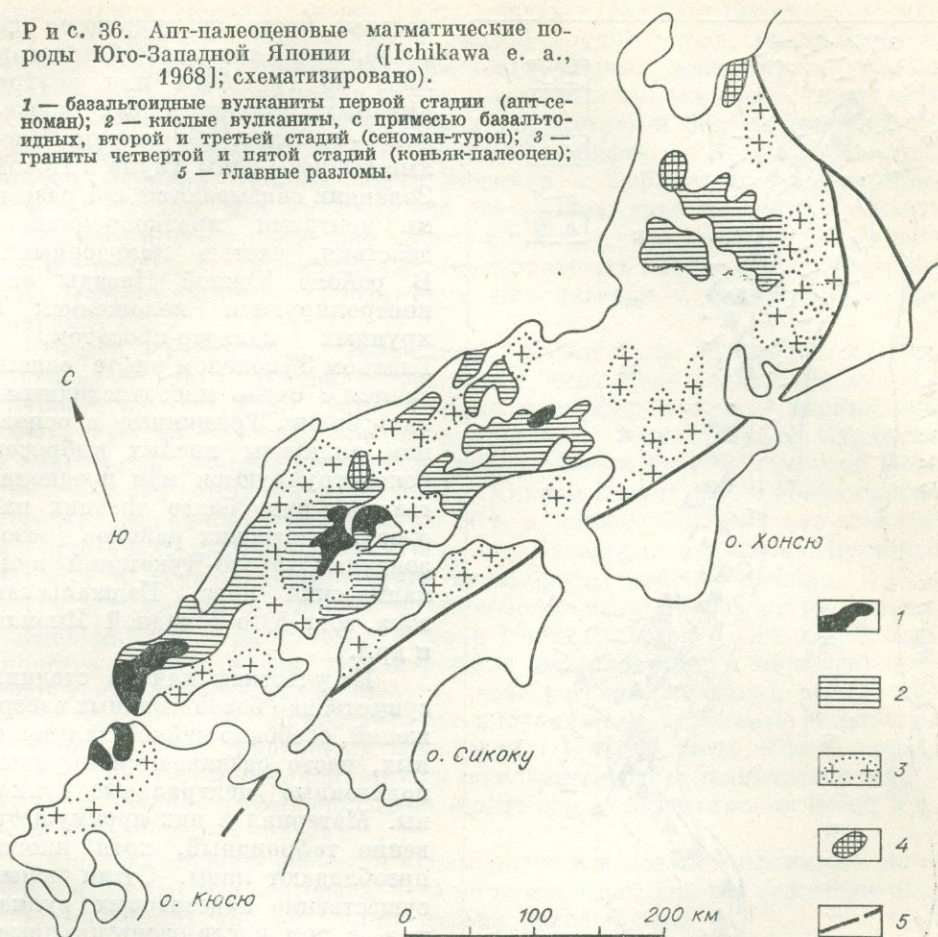 Рис. 36. Апт-палеоценовые магматические по-
роды Юго-Западной Японии ([Ichikawa e. a.,
1968]; схематизировано).
1 — базальтоидные вулканиты первой стадии (апт-се-
номан); 2 — кислые вулканиты, с примесью базальто-
идных, второй и третьей стадий (сеноман-турон); 3 —
граниты четвертой и пятой стадий (коньяк-палеоцен);
5 — главные разломы.
С
Ю
о. Хонсю
1
2
о. Сикоку
3
4
о. Кюсю
0 100 200 км
5